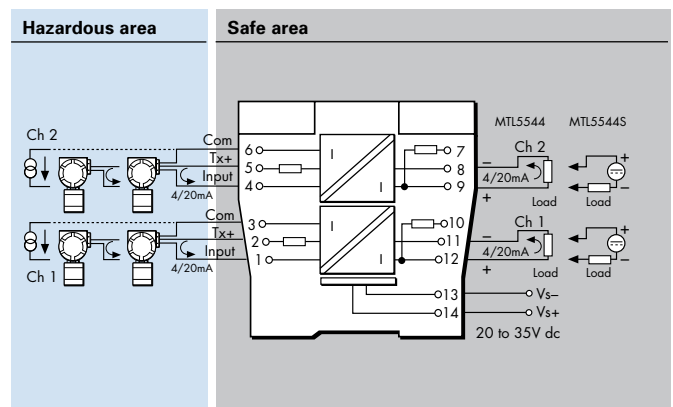 Hazardous area
Safe area
MTL5544 MTL5544S
Ch 2
Com
Tx+
Input
4/20mA
6
5
4
I
I
7
8
9
–
Ch 2
4/20mA
+
Load
+
–
Load
Com
Tx+
Input
4/20mA
Ch 1
3
2
1
I
I
10
11
12
–
Ch 1
4/20mA
+
Load
+
–
Load
13
Vs–
14
Vs+
20 to 35V dc